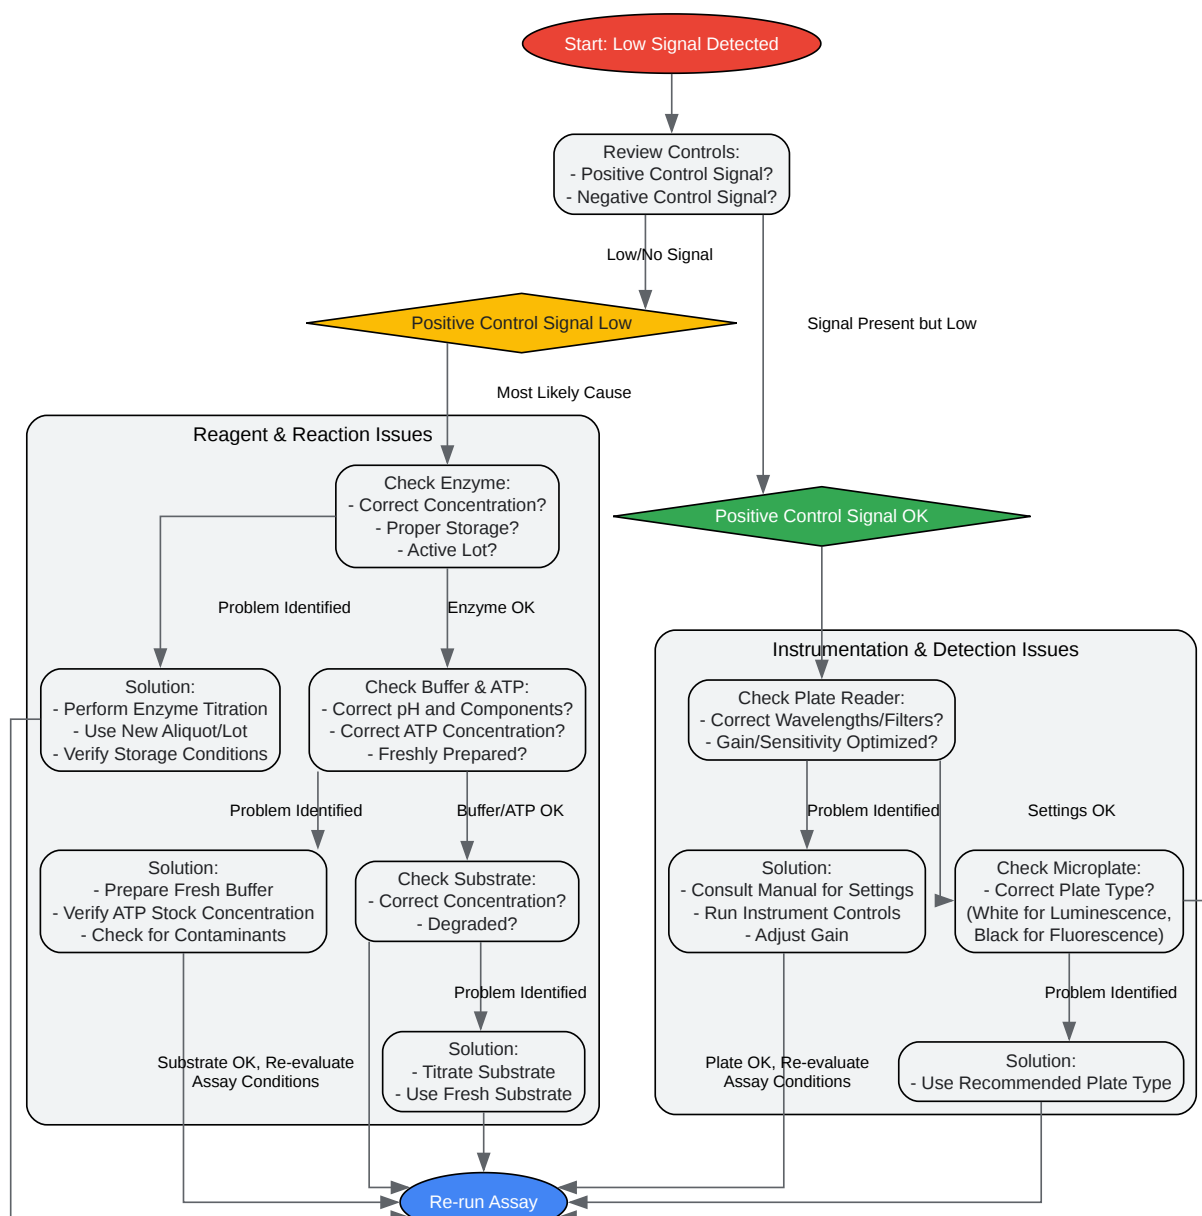 Start: Low Signal Detected
Review Controls:
- Positive Control Signal?
- Negative Control Signal?
Low/No Signal
Positive Control Signal Low
Signal Present but Low
Most Likely Cause
Reagent & Reaction Issues
Check Enzyme:
- Correct Concentration?
- Proper Storage?
- Active Lot?
Positive Control Signal OK
Problem Identified
Enzyme OK
Instrumentation & Detection Issues
Solution:
- Perform Enzyme Titration
- Use New Aliquot/Lot
- Verify Storage Conditions
Check Buffer & ATP:
- Correct pH and Components?
- Correct ATP Concentration?
- Freshly Prepared?
Check Plate Reader:
- Correct Wavelengths/Filters?
- Gain/Sensitivity Optimized?
Problem Identified
Buffer/ATP OK
Problem Identified
Settings OK
Solution:
- Prepare Fresh Buffer
- Verify ATP Stock Concentration
- Check for Contaminants
Check Substrate:
- Correct Concentration?
- Degraded?
Solution:
- Consult Manual for Settings
- Run Instrument Controls
- Adjust Gain
Check Microplate:
- Correct Plate Type?
(White for Luminescence,
Black for Fluorescence)
Problem Identified
Problem Identified
Substrate OK, Re-evaluate
Assay Conditions
Solution:
- Titrate Substrate
- Use Fresh Substrate
Plate OK, Re-evaluate
Assay Conditions
Solution:
- Use Recommended Plate Type
Re-run Assay